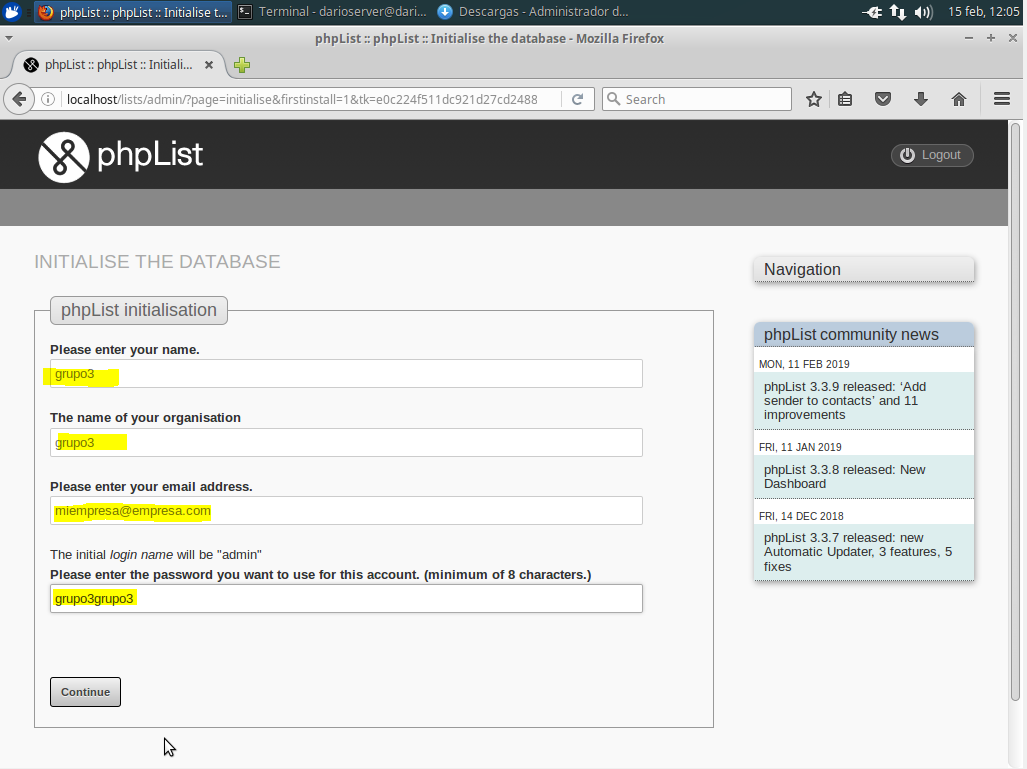 phpList :: phpList :: Initialise t...
Terminal - darioserver@dari...
Descargas - Administrador d...
15 feb, 12:05
phpList :: phpList :: Initialise the database - Mozilla Firefox
phpList :: phpList :: Initiali...
localhost/lists/admin/?page=initialise&firstinstall=1&tk=e0c224f511dc921d27cd2488
Search
phpList
Logout
INITIALISE THE DATABASE
phpList initialisation
Please enter your name.
grupo3
The name of your organisation
grupo3
Please enter your email address.
miempresa@empresa.com
The initial login name will be "admin"
Please enter the password you want to use for this account. (minimum of 8 characters.)
grupo3grupo3
Continue
Navigation
phpList community news
MON, 11 FEB 2019
phpList 3.3.9 released: ‘Add
sender to contacts’ and 11
improvements
FRI, 11 JAN 2019
phpList 3.3.8 released: New
Dashboard
FRI, 14 DEC 2018
phpList 3.3.7 released: new
Automatic Updater, 3 features, 5
fixes